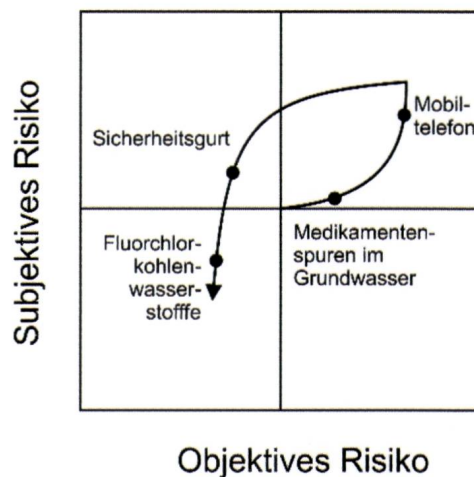 Subjektives Risiko
Sicherheitsgurt
Mobil-
telefon
Fluorchlor-
kohlen-
wasser-
stofffe
Medikamenten-
spuren im
Grundwasser
Objektives Risiko